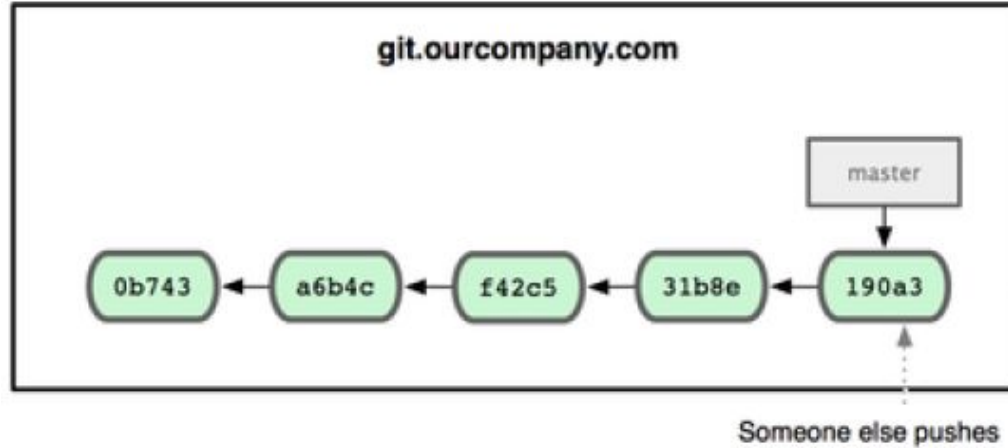 git.ourcompany.com
master
0b743
a6b4c
f42c5
31b8e
190a3
Someone else pushes